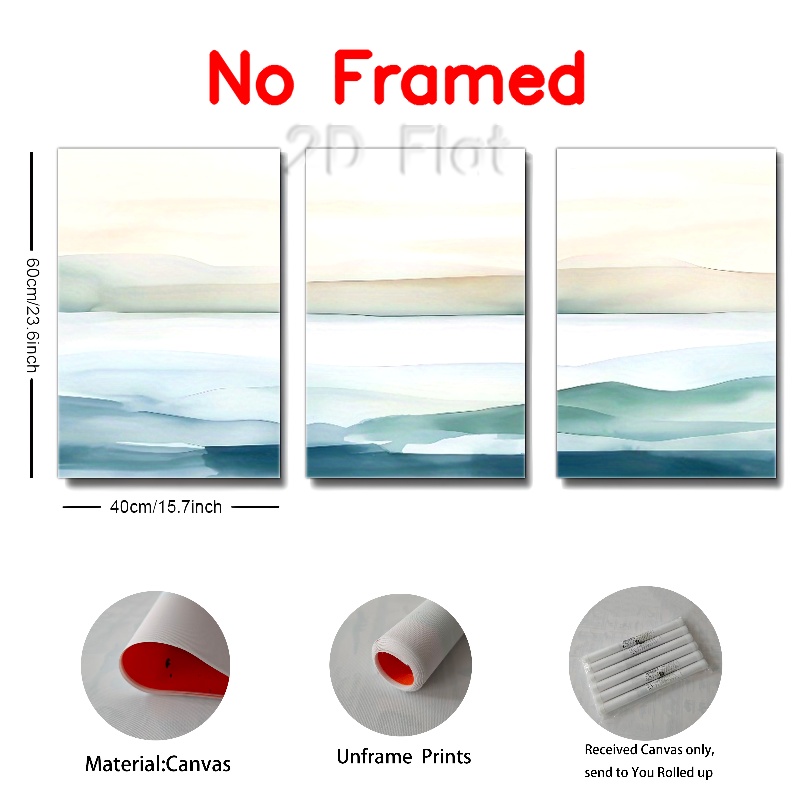 No Framed
2D Flat
60cm/23.6inch
40cm/15.7inch
Material:Canvas
Unframe Prints
Received Canvas only,
send to You Rolled up